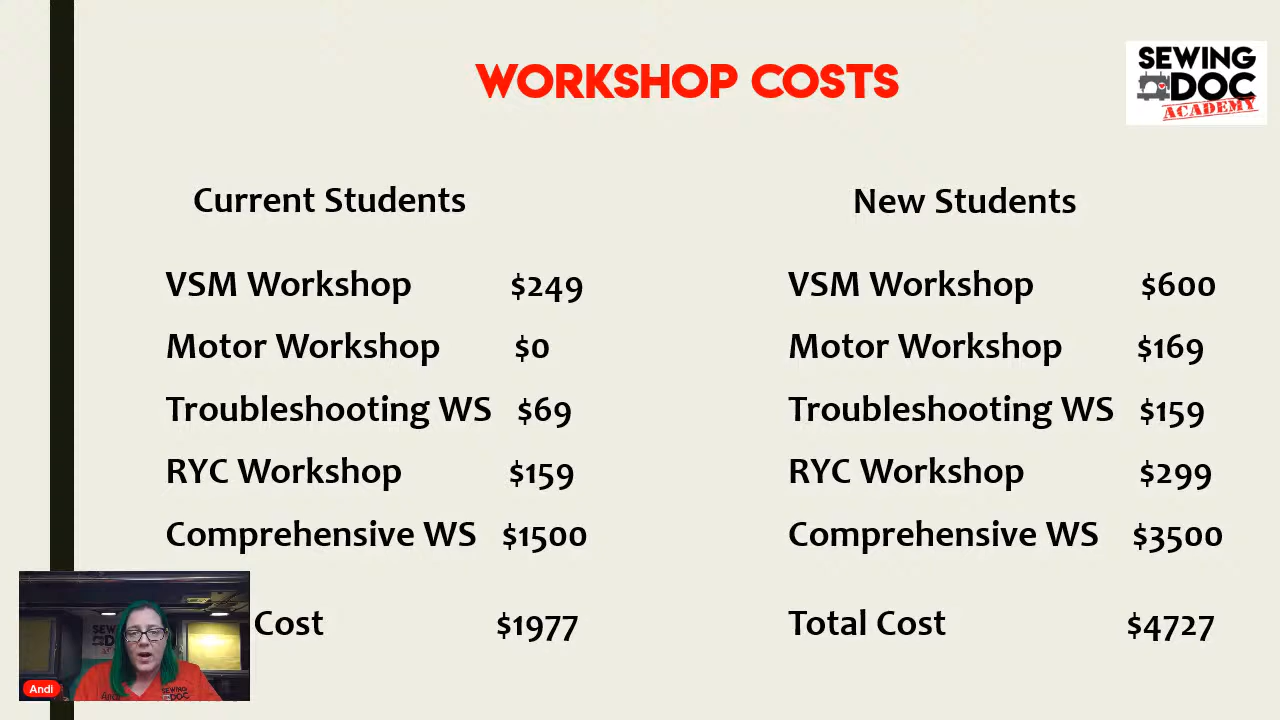 WORKSHOP COSTS
SEWING
DOC
ACADEMY
Current Students
VSM Workshop $249
Motor Workshop $0
Troubleshooting WS $69
RYC Workshop $159
Comprehensive WS $1500
Cost $1977
New Students
VSM Workshop $600
Motor Workshop $169
Troubleshooting WS $159
RYC Workshop $299
Comprehensive WS $3500
Total Cost $4727
Andi
SEWING
DOC